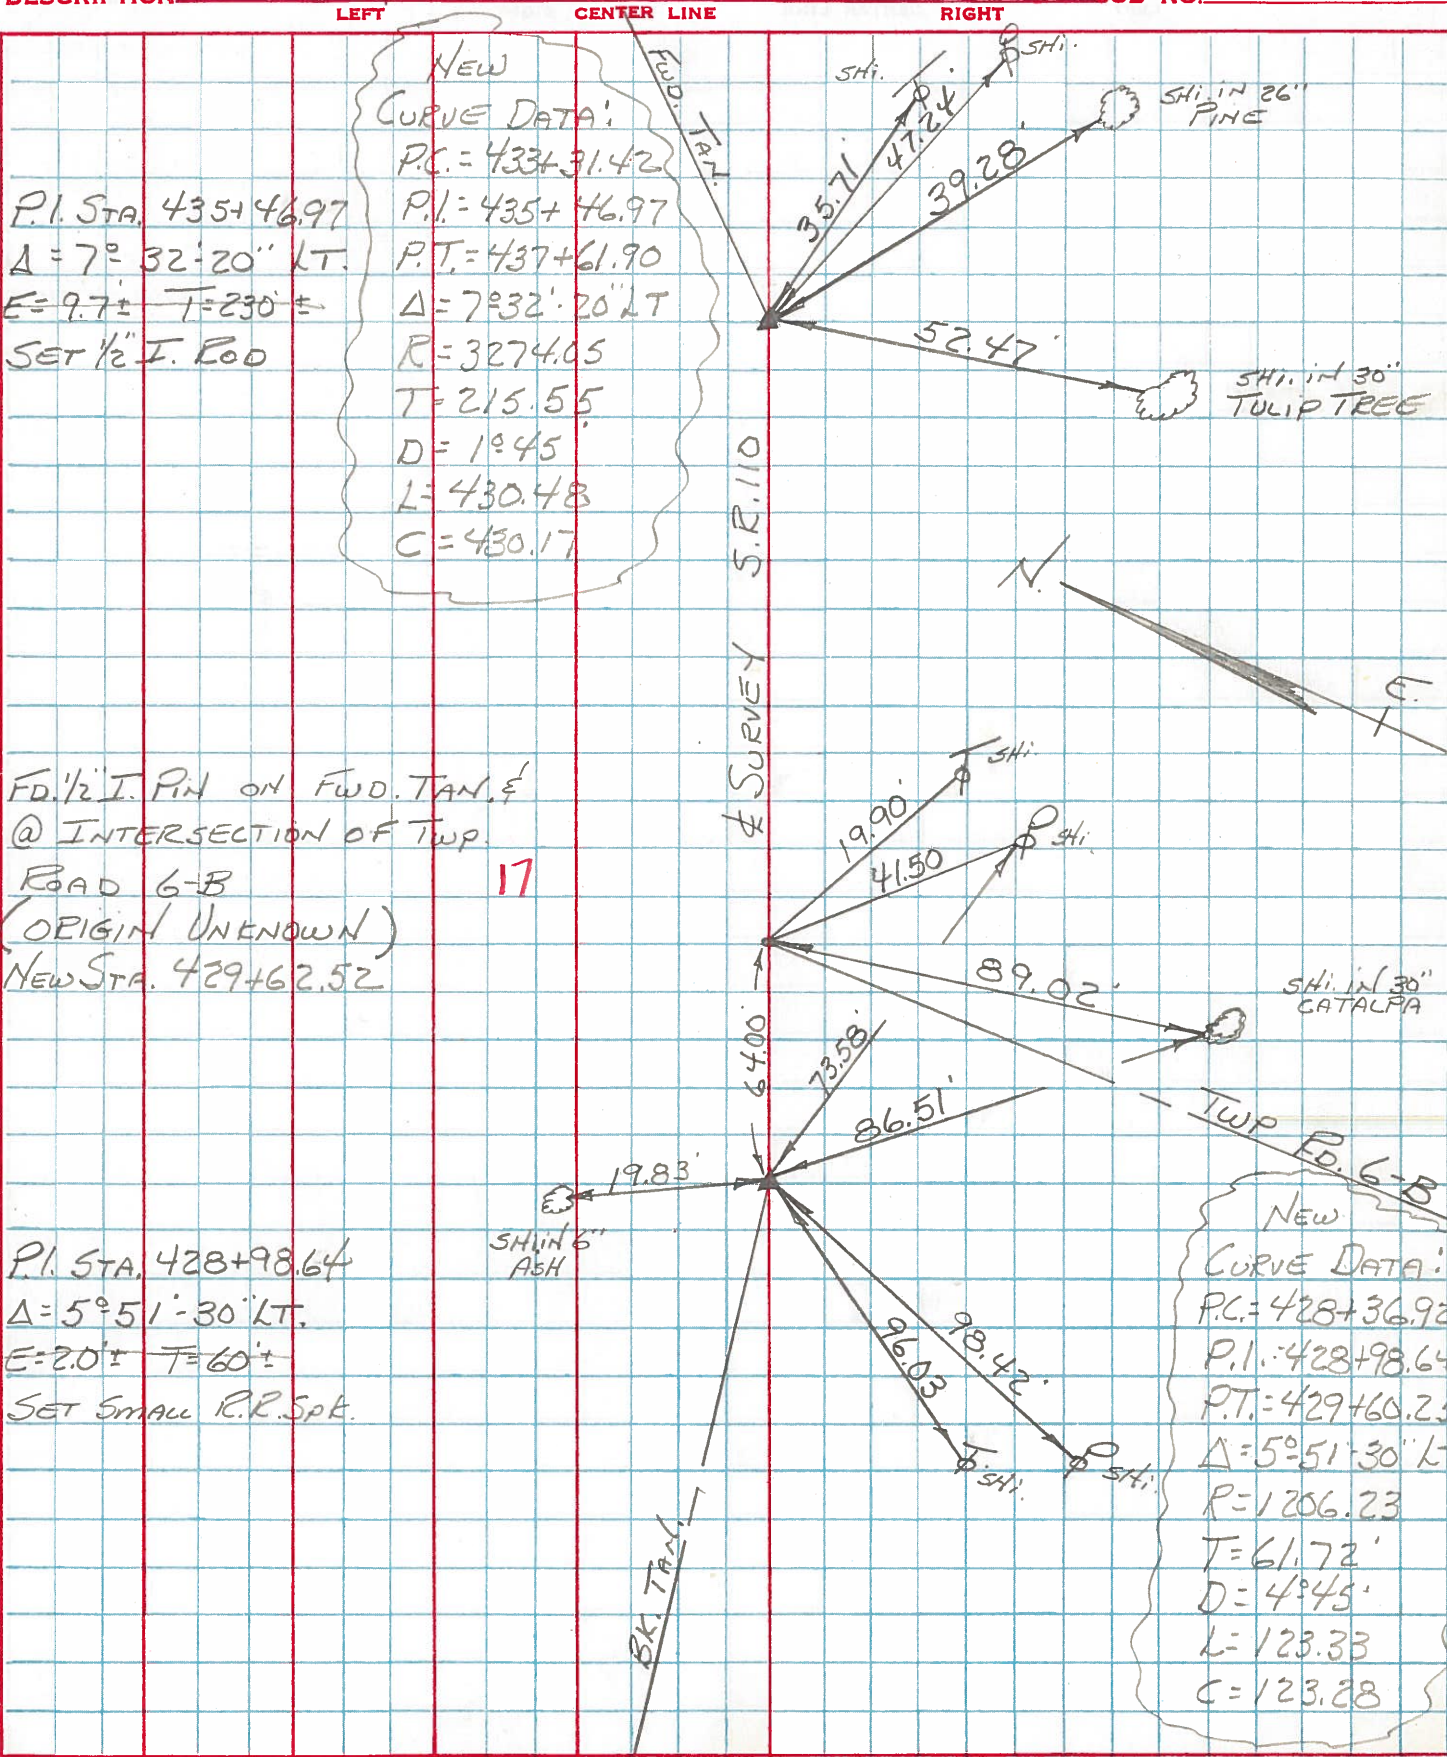 LEFT
CENTER LINE
RIGHT
NEW
CURVE DATA:
P.C. = 433+31.42
P.I. = 435+46.97
P.T. = 437+61.90
Δ = 7°32'-20" LT
R = 3274.05
T = 215.55
D = 1°45'
L = 430.48
C = 430.17
P.I. STA. 435+46.97
Δ = 7° 32'-20" LT.
E = 9.7'± T = 230'±
SET 1/2" I. ROD
FWD. TAN.
SHI.
SHI.
SHI. IN 26"
PINE
35.71'
47.24'
39.28'
52.47'
SHI. IN 30"
TULIP TREE
℄ SURVEY S.R. 110
N.
E.
FD. 1/2" I. PIN ON FWD. TAN. &
@ INTERSECTION OF TWP.
ROAD 6-B
(ORIGIN UNKNOWN)
NEW STA. 429+62.52
17
SHI.
19.90'
41.50
SHI.
89.02'
SHI. IN 30"
CATALPA
64.00'
73.58'
86.51'
TWP RD. 6-B
19.83'
SHI. IN 6"
ASH
P.I. STA. 428+98.64
Δ = 5°51'-30" LT.
E = 2.0'± T = 60'±
SET SMALL R.R. SPK.
96.03
98.42'
SHI.
SHI.
BK. TAN.
NEW
CURVE DATA:
P.C. = 428+36.92
P.I. = 428+98.64
P.T. = 429+60.25
Δ = 5°51'-30" L
R = 1206.23
T = 61.72'
D = 4°45'
L = 123.33
C = 123.28